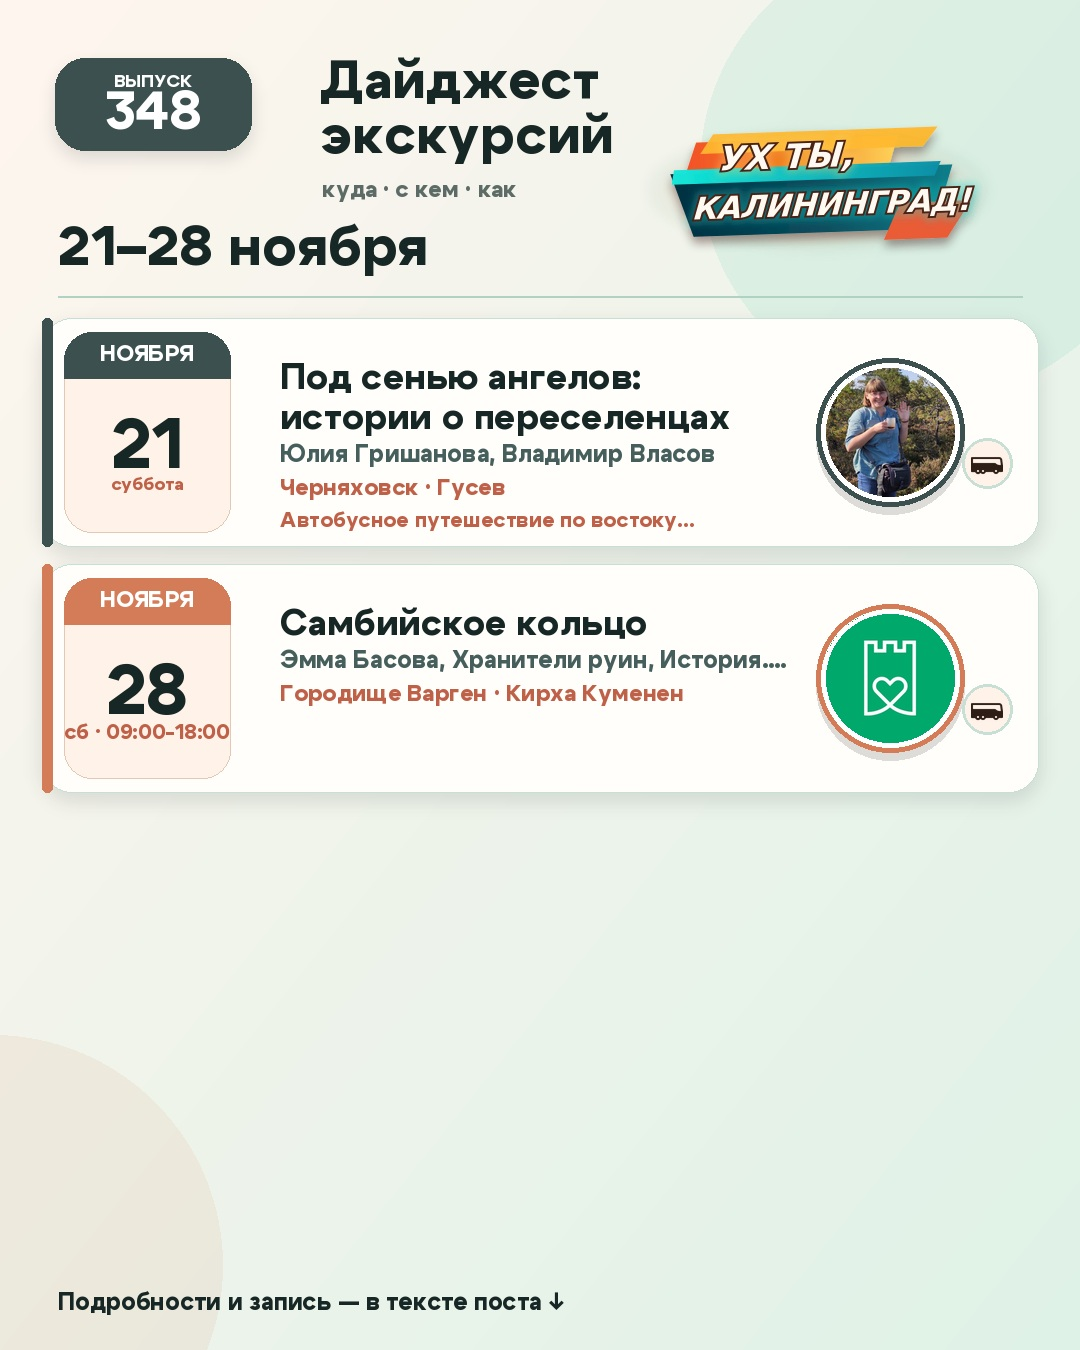 ВЫПУСК
348
Дайджест
экскурсий
куда · с кем · как
УХ ТЫ,
КАЛИНИНГРАД!
21–28 ноября
НОЯБРЯ
21
суббота
Под сенью ангелов:
истории о переселенцах
Юлия Гришанова, Владимир Власов
Черняховск · Гусев
Автобусное путешествие по востоку...
НОЯБРЯ
28
сб · 09:00-18:00
Самбийское кольцо
Эмма Басова, Хранители руин, История....
Городище Варген · Кирха Куменен
Подробности и запись — в тексте поста ↓